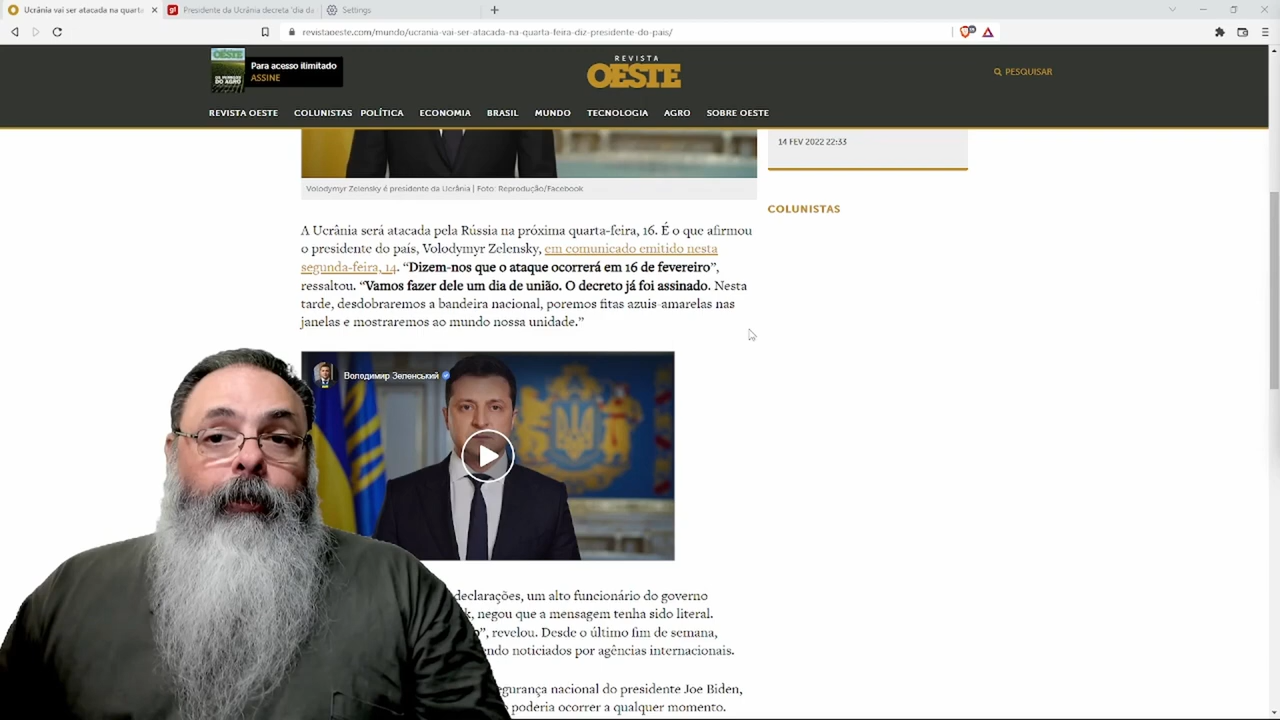 Ucrânia vai ser atacada na quarta
Presidente da Ucrânia decreta 'dia da
Settings
revistaoeste.com/mundo/ucrania-vai-ser-atacada-na-quarta-feira-diz-presidente-do-pais/
OESTE
Para acesso ilimitado
ASSINE
REVISTA
OESTE
PESQUISAR
REVISTA OESTE COLUNISTAS POLÍTICA ECONOMIA BRASIL MUNDO TECNOLOGIA AGRO SOBRE OESTE
14 FEV 2022 22:33
Volodymyr Zelensky é presidente da Ucrânia | Foto: Reprodução/Facebook
COLUNISTAS
A Ucrânia será atacada pela Rússia na próxima quarta-feira, 16. É o que afirmou
o presidente do país, Volodymyr Zelensky, em comunicado emitido nesta
segunda-feira, 14. “Dizem-nos que o ataque ocorrerá em 16 de fevereiro”,
ressaltou. “Vamos fazer dele um dia de união. O decreto já foi assinado. Nesta
tarde, desdobraremos a bandeira nacional, poremos fitas azuis-amarelas nas
janelas e mostraremos ao mundo nossa unidade.”
Володимир Зеленський
declarações, um alto funcionário do governo
negou que a mensagem tenha sido literal.
”, revelou. Desde o último fim de semana,
noticiados por agências internacionais.
segurança nacional do presidente Joe Biden,
poderia ocorrer a qualquer momento.